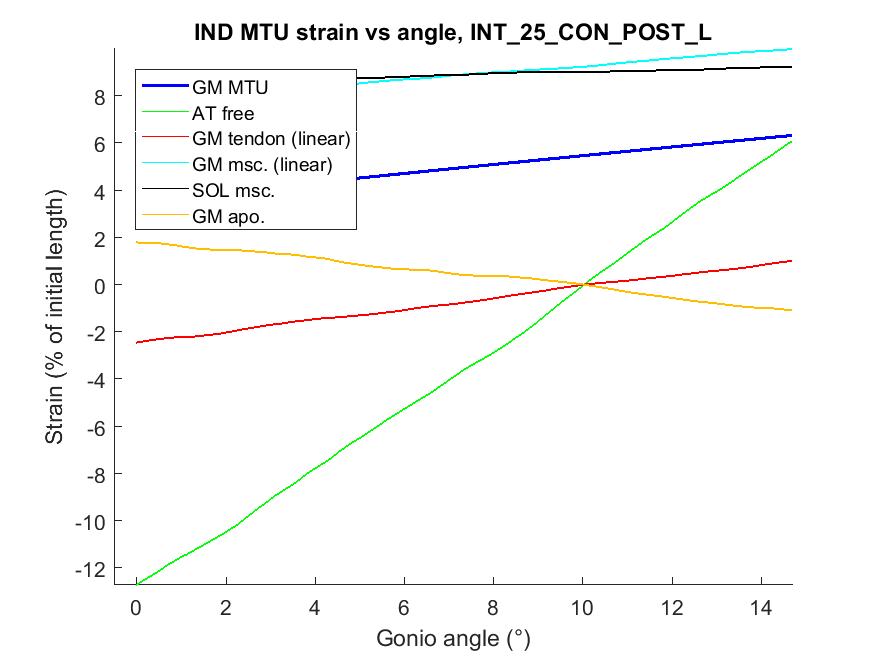 IND MTU strain vs angle, INT_25_CON_POST_L
GM MTU
AT free
GM tendon (linear)
GM msc. (linear)
SOL msc.
GM apo.
8
6
4
2
0
-2
-4
-6
-8
-10
-12
Strain (% of initial length)
0 2 4 6 8 10 12 14
Gonio angle (°)